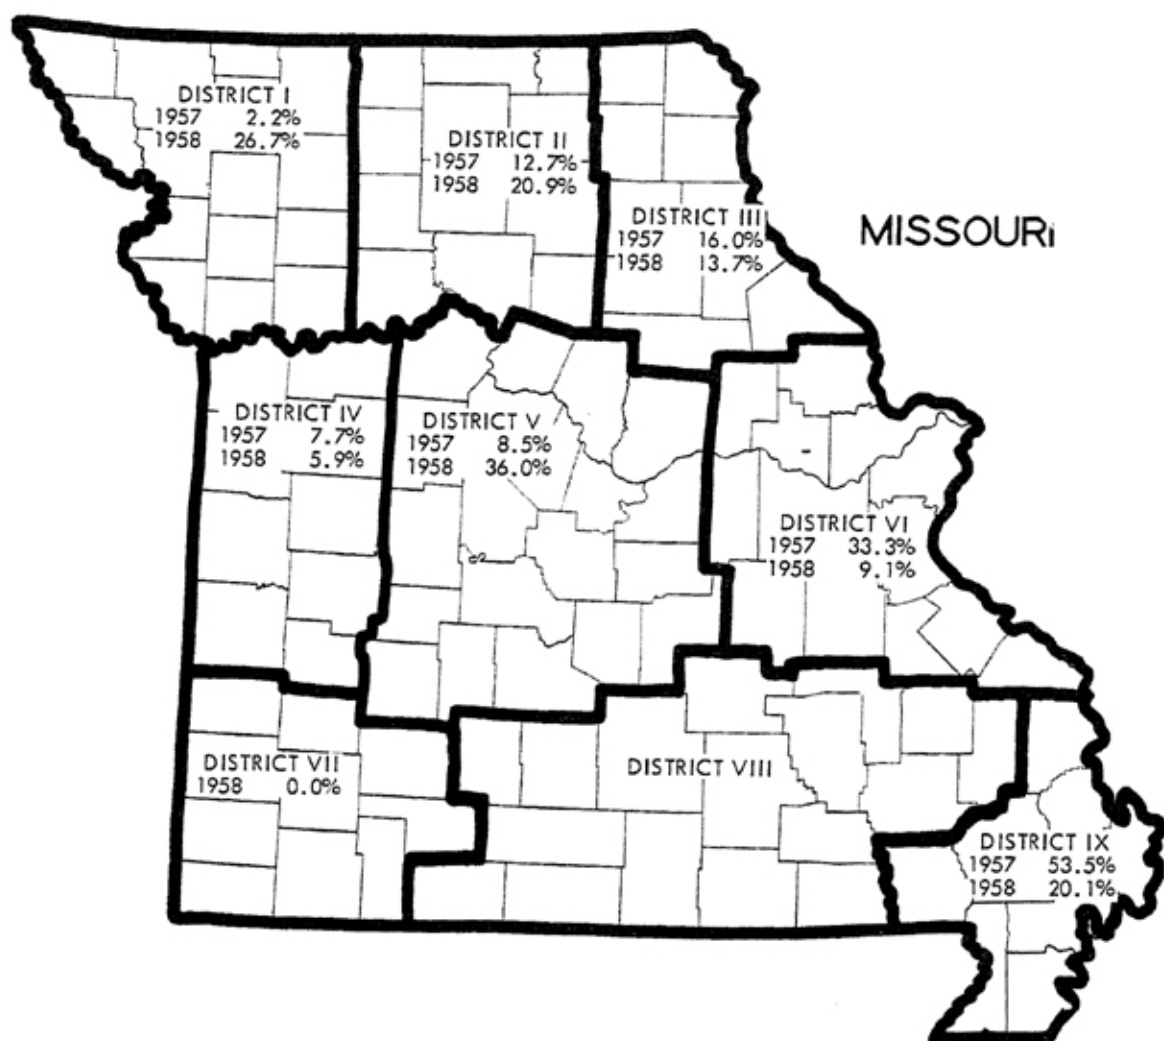 DISTRICT I
1957 2.2%
1958 26.7%
DISTRICT II
1957 12.7%
1958 20.9%
DISTRICT III
1957 16.0%
1958 13.7%
MISSOURi
DISTRICT IV
1957 7.7%
1958 5.9%
DISTRICT V
1957 8.5%
1958 36.0%
DISTRICT VI
1957 33.3%
1958 9.1%
DISTRICT VII
1958 0.0%
DISTRICT VIII
DISTRICT IX
1957 53.5%
1958 20.1%